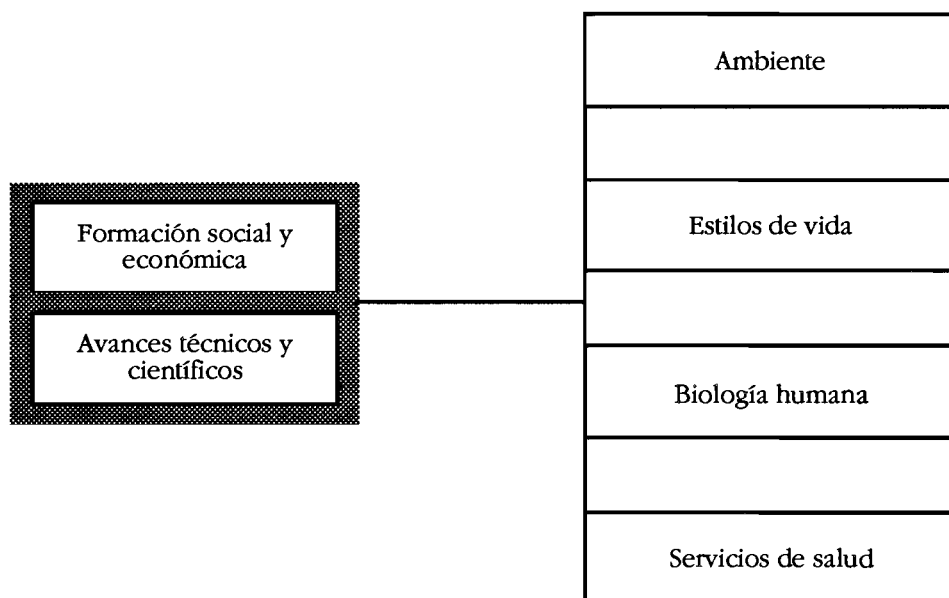 Formación social y
económica
Avances técnicos y
científicos
Ambiente
Estilos de vida
Biología humana
Servicios de salud